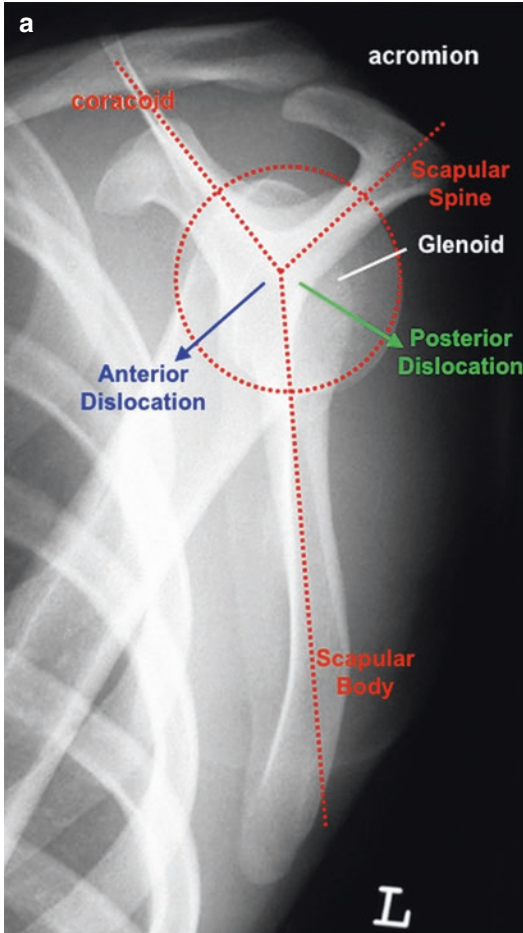 a
acromion
coracoid
Scapular
Spine
Glenoid
Posterior
Dislocation
Anterior
Dislocation
Scapular
Body
L